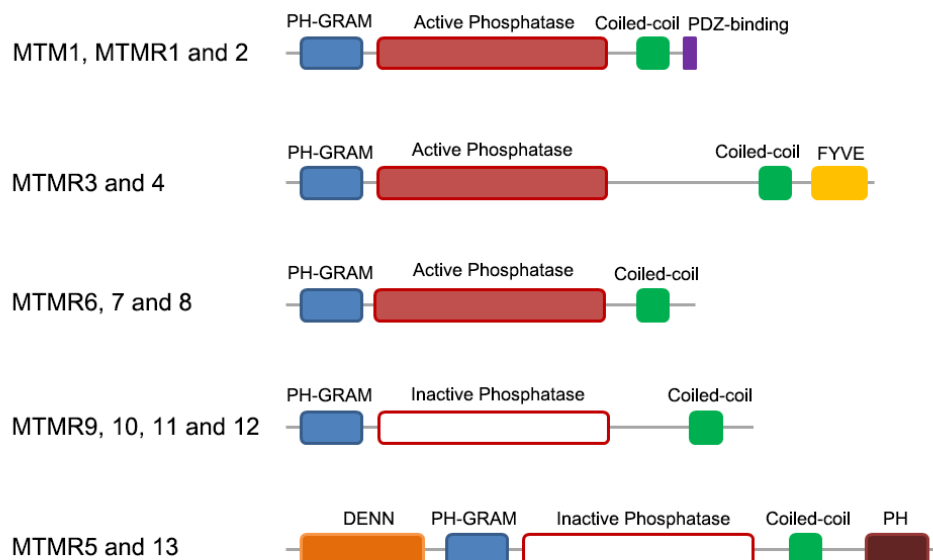 PH-GRAM Active Phosphatase Coiled-coil PDZ-binding
MTM1, MTMR1 and 2
PH-GRAM Active Phosphatase Coiled-coil FYVE
MTMR3 and 4
PH-GRAM Active Phosphatase Coiled-coil
MTMR6, 7 and 8
PH-GRAM Inactive Phosphatase Coiled-coil
MTMR9, 10, 11 and 12
DENN PH-GRAM Inactive Phosphatase Coiled-coil PH
MTMR5 and 13